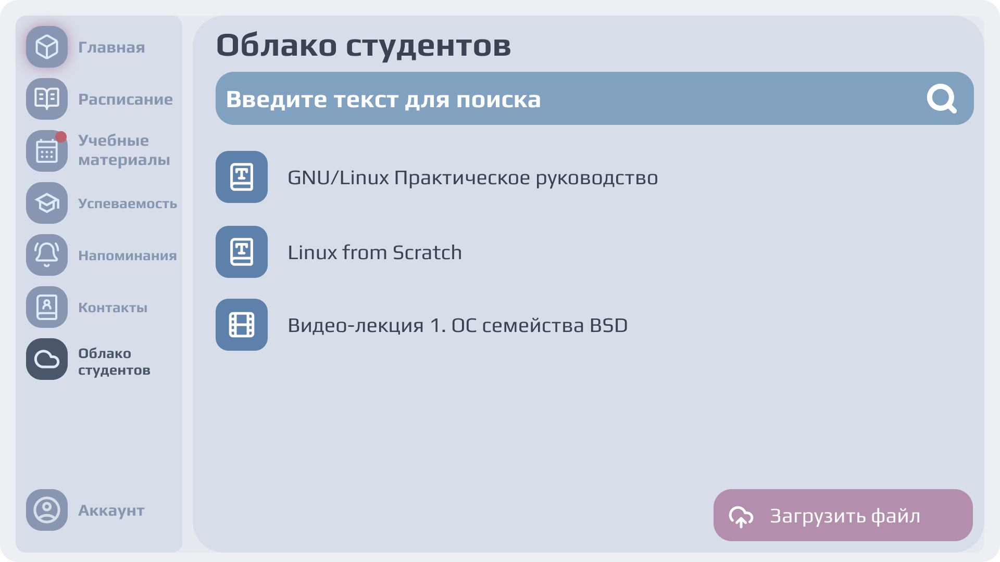 Главная
Расписание
Учебные
материалы
Успеваемость
Напоминания
Контакты
Облако
студентов
Аккаунт
Облако студентов
Введите текст для поиска
GNU/Linux Практическое руководство
Linux from Scratch
Видео-лекция 1. ОС семейства BSD
Загрузить файл